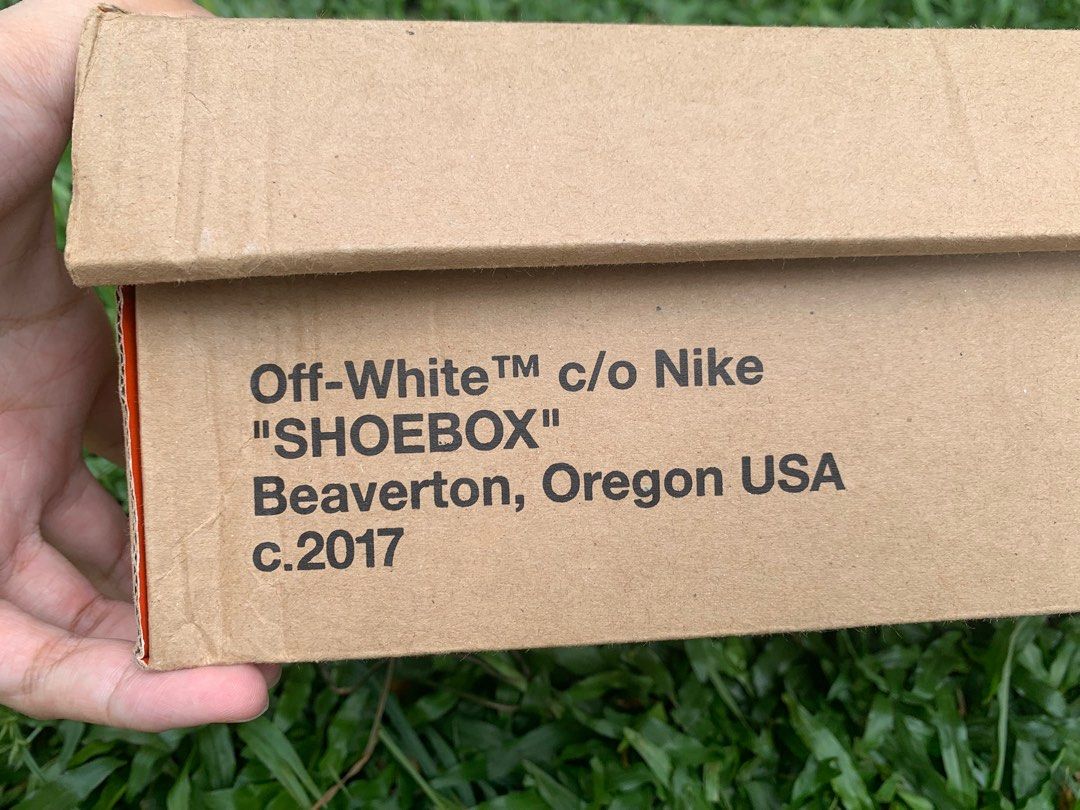 Off-White™ c/o Nike
"SHOEBOX"
Beaverton, Oregon USA
c.2017